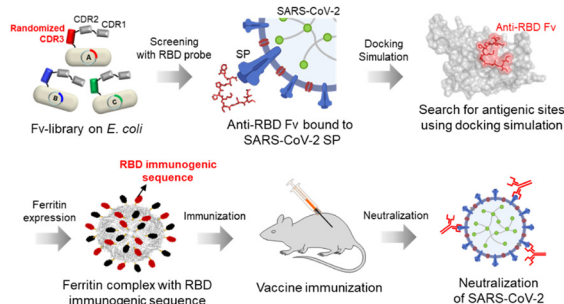 Randomized
CDR3
CDR2
CDR1
A
B
C
Fv-library on E. coli
Screening
with RBD probe
SARS-CoV-2
SP
Anti-RBD Fv bound to
SARS-CoV-2 SP
Docking
Simulation
Anti-RBD Fv
Search for antigenic sites
using docking simulation
Ferritin
expression
RBD immunogenic
sequence
Ferritin complex with RBD
immunogenic sequence
Immunization
Vaccine immunization
Neutralization
Neutralization
of SARS-CoV-2